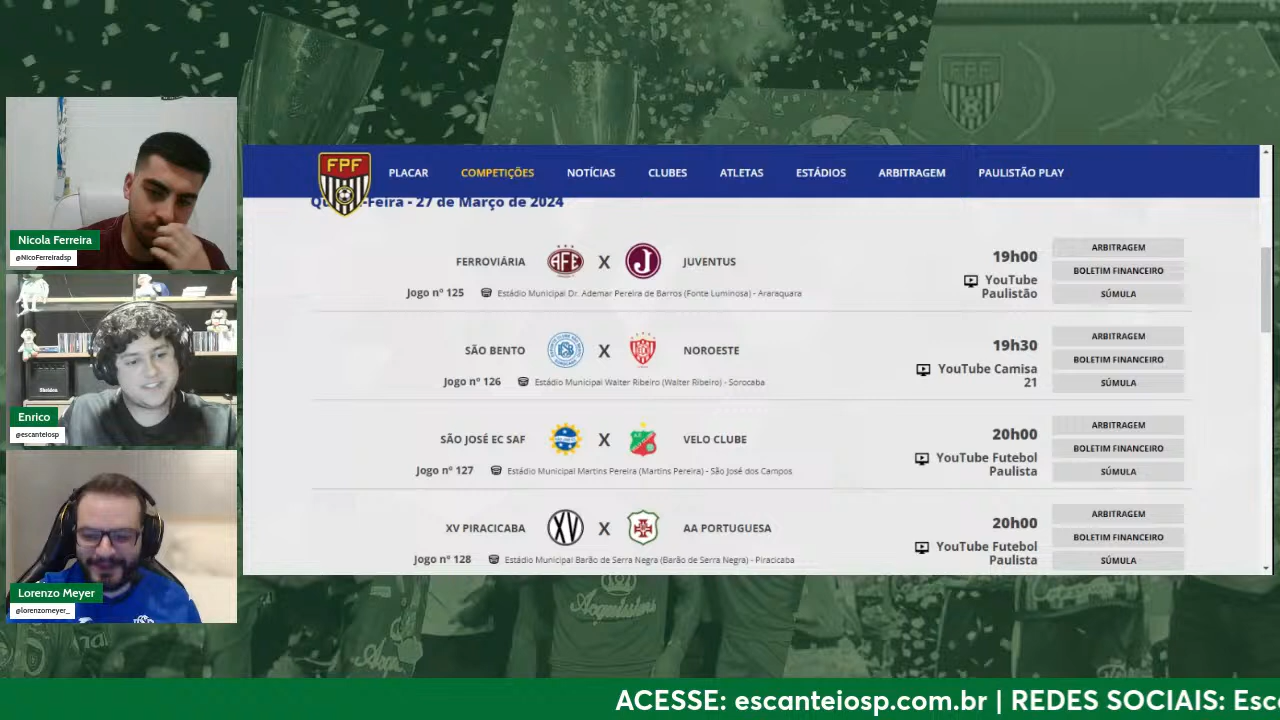 Nicola Ferreira
@NicoFerreiradsp
Enrico
@escanteiosp
Lorenzo Meyer
@lorenzomeyer_
FPF
PLACAR COMPETIÇÕES NOTÍCIAS CLUBES ATLETAS ESTÁDIOS ARBITRAGEM PAULISTÃO PLAY
-Feira - 27 de Março de 2024
FERROVIÁRIA AFE X J JUVENTUS
Jogo nº 125 Estádio Municipal Dr. Ademar Pereira de Barros (Fonte Luminosa) - Araraquara
19h00
YouTube
Paulistão
ARBITRAGEM
BOLETIM FINANCEIRO
SÚMULA
SÃO BENTO X NOROESTE
Jogo nº 126 Estádio Municipal Walter Ribeiro (Walter Ribeiro) - Sorocaba
19h30
YouTube Camisa
21
ARBITRAGEM
BOLETIM FINANCEIRO
SÚMULA
SÃO JOSÉ EC SAF X VELO CLUBE
Jogo nº 127 Estádio Municipal Martins Pereira (Martins Pereira) - São José dos Campos
20h00
YouTube Futebol
Paulista
ARBITRAGEM
BOLETIM FINANCEIRO
SÚMULA
XV PIRACICABA XV X AA PORTUGUESA
Jogo nº 128 Estádio Municipal Barão de Serra Negra (Barão de Serra Negra) - Piracicaba
20h00
YouTube Futebol
Paulista
ARBITRAGEM
BOLETIM FINANCEIRO
SÚMULA
ACESSE: escanteiosp.com.br | REDES SOCIAIS: Esc